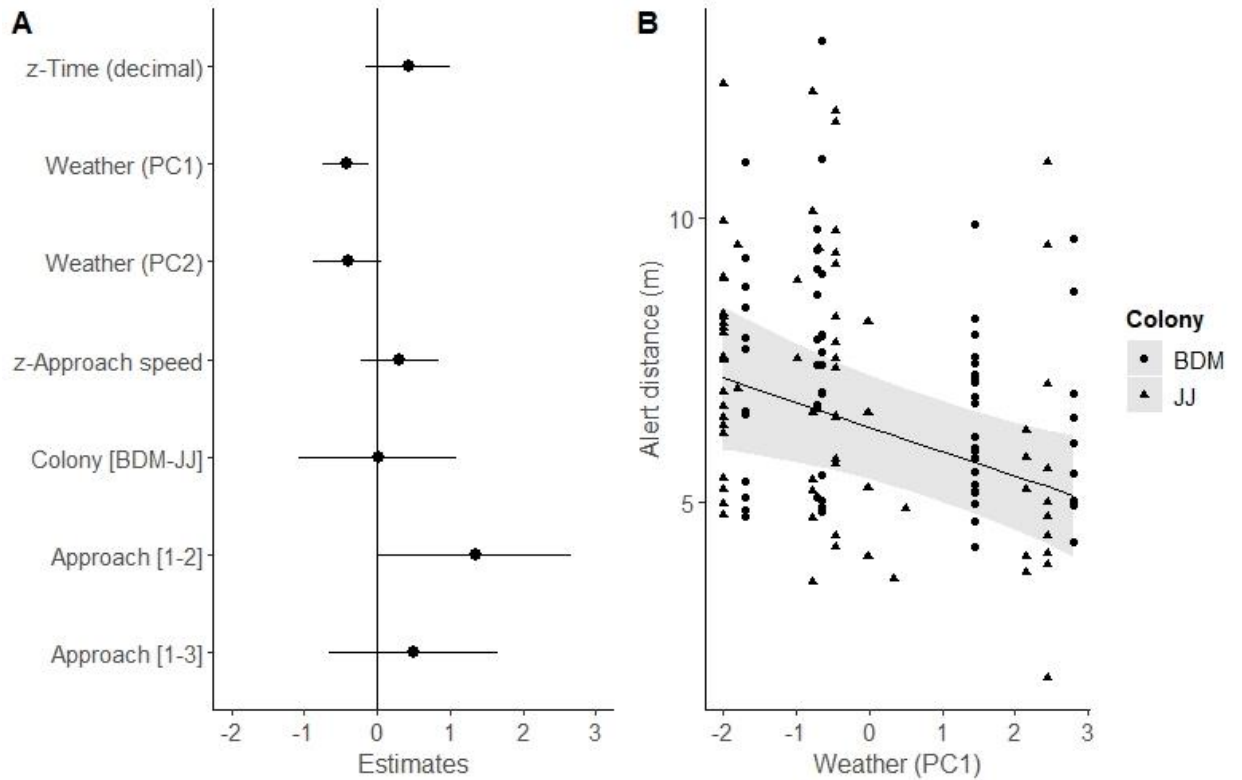 A
z-Time (decimal)
Weather (PC1)
Weather (PC2)
z-Approach speed
Colony [BDM-JJ]
Approach [1-2]
Approach [1-3]
-2 -1 0 1 2 3
Estimates
B
10
5
Alert distance (m)
-2 -1 0 1 2 3
Weather (PC1)
Colony
BDM
JJ